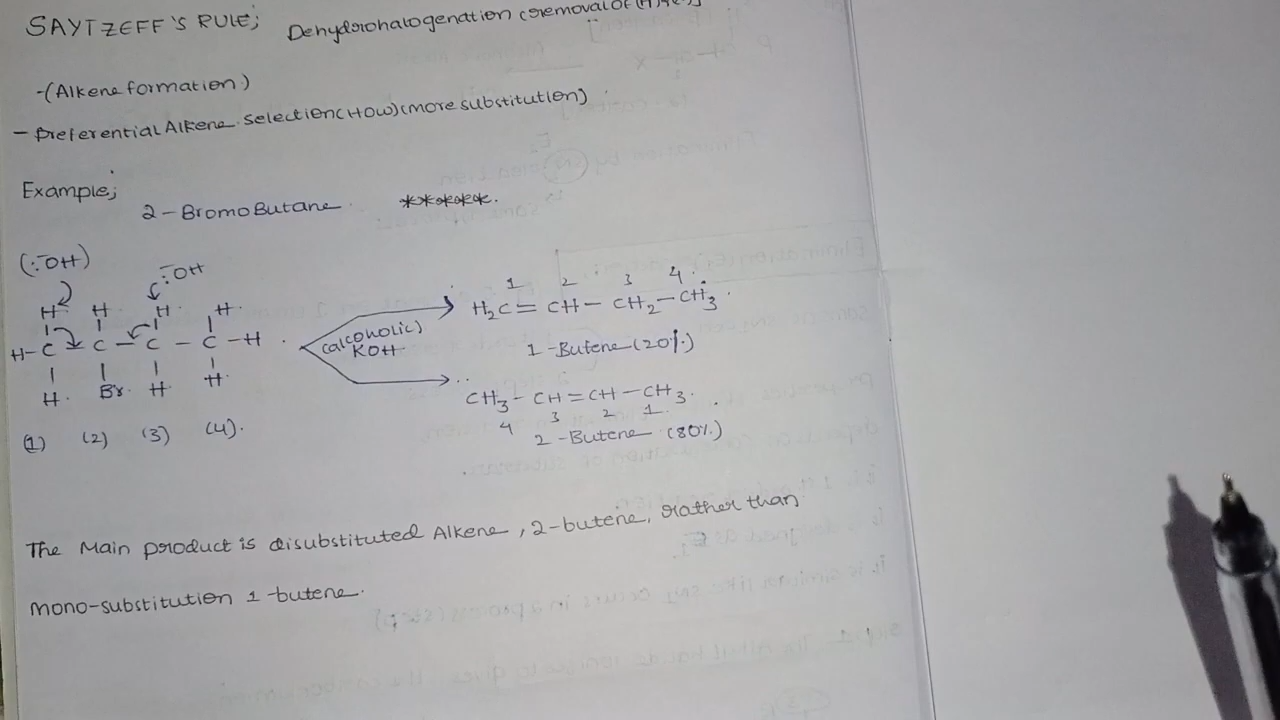 SAYTZEFF'S RULE; Dehydrohalogenation (removal of
-(Alkene formation)
- Preferential Alkene selection (HOW) (more substitution)
Example;
2-BromoButane *****.
(:⁻OH)
:⁻OH
H H H H
H-C-C-C-C-H
H Br H H
(1) (2) (3) (4).
(alcoholic)
KOH
1 2 3 4
H₂C=CH-CH₂-CH₃
1-Butene (20%)
CH₃-CH=CH-CH₃
4 3 2 1
2-Butene (80%)
The Main product is disubstituted Alkene, 2-butene, rather than
mono-substitution 1-butene.